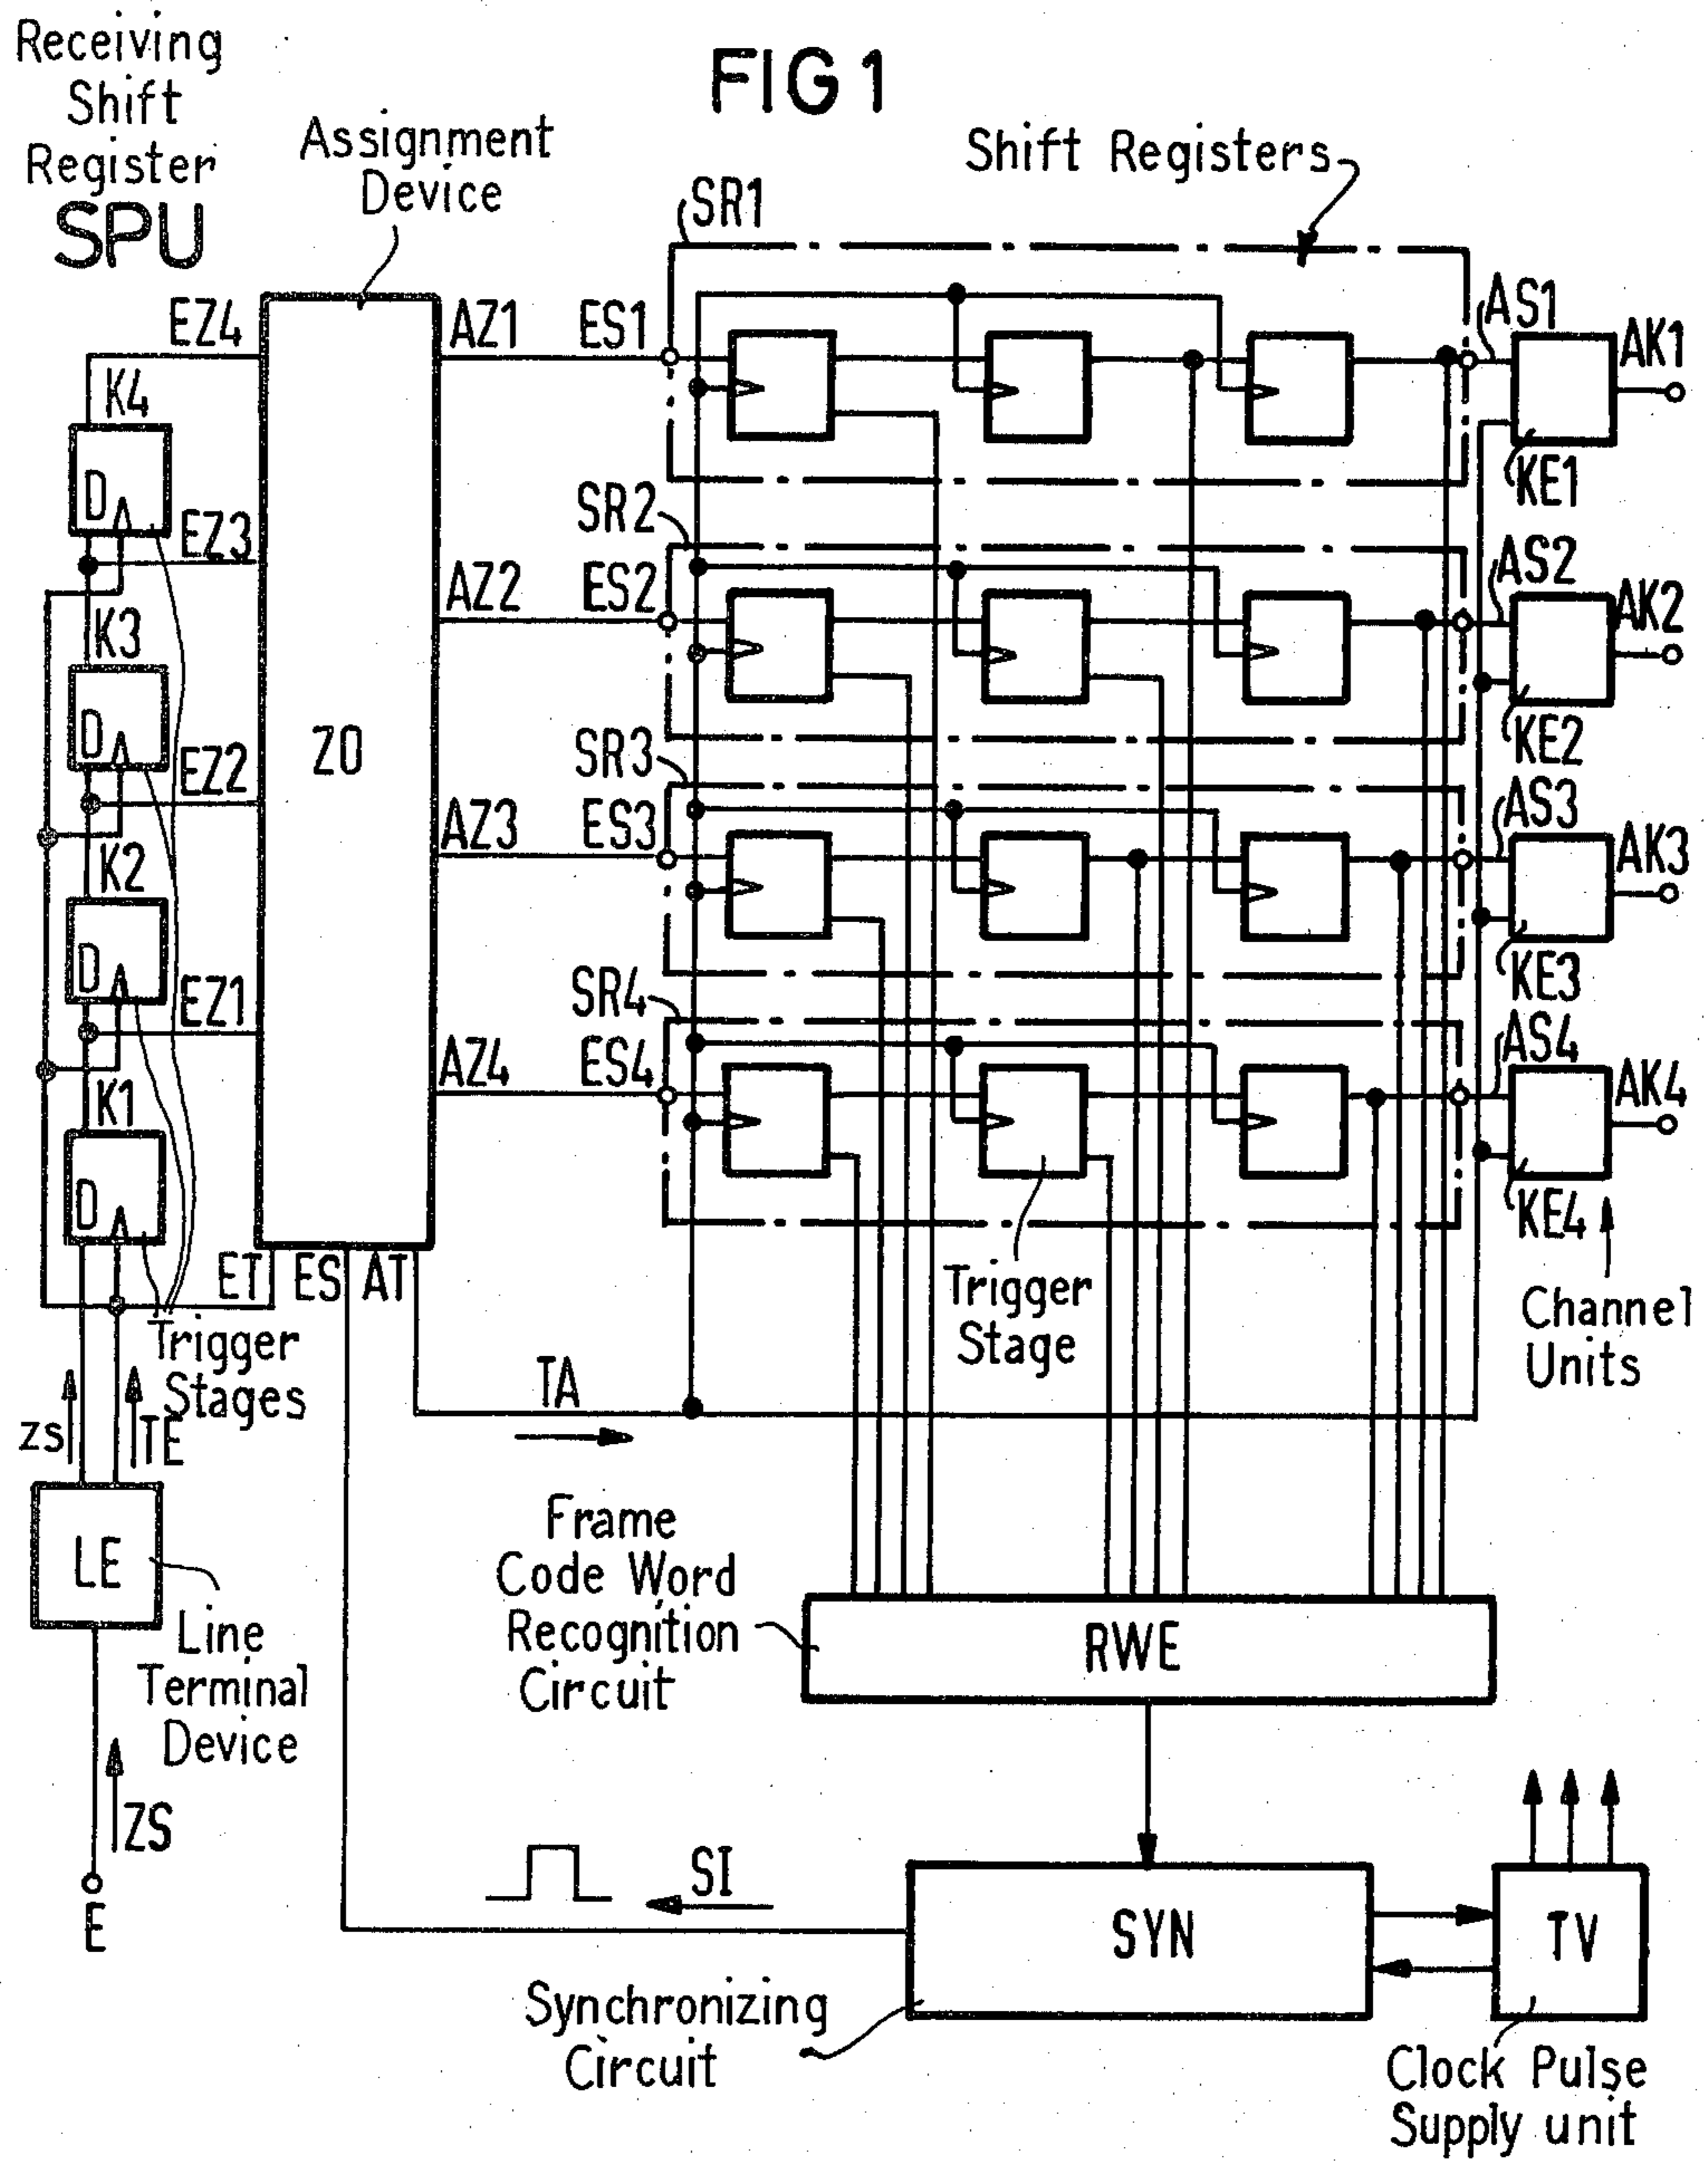 FIG 1
Receiving
Shift
Register
SPU
Assignment
Device
Shift Registers
SR1
EZ4
AZ1
ES1
AS1
AK1
K4
D
KE1
EZ3
SR2
AS2
AZ2
ES2
AK2
K3
D
KE2
ZO
EZ2
SR3
AZ3
ES3
AS3
AK3
K2
D
KE3
EZ1
SR4
AZ4
ES4
AS4
AK4
K1
D
KE4
ET
ES
AT
Trigger
Stage
Channel
Units
Trigger
Stages
TA
zs
TE
LE
Line
Terminal
Device
Frame
Code Word
Recognition
Circuit
RWE
ZS
E
SI
SYN
TV
Synchronizing
Circuit
Clock Pulse
Supply unit